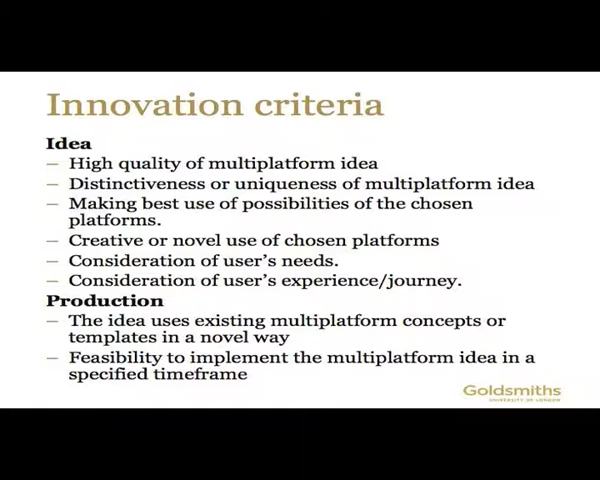 Innovation criteria
Idea
– High quality of multiplatform idea
– Distinctiveness or uniqueness of multiplatform idea
– Making best use of possibilities of the chosen
platforms.
– Creative or novel use of chosen platforms
– Consideration of user's needs.
– Consideration of user's experience/journey.
Production
– The idea uses existing multiplatform concepts or
templates in a novel way
– Feasibility to implement the multiplatform idea in a
specified timeframe
Goldsmiths
UNIVERSITY OF LONDON